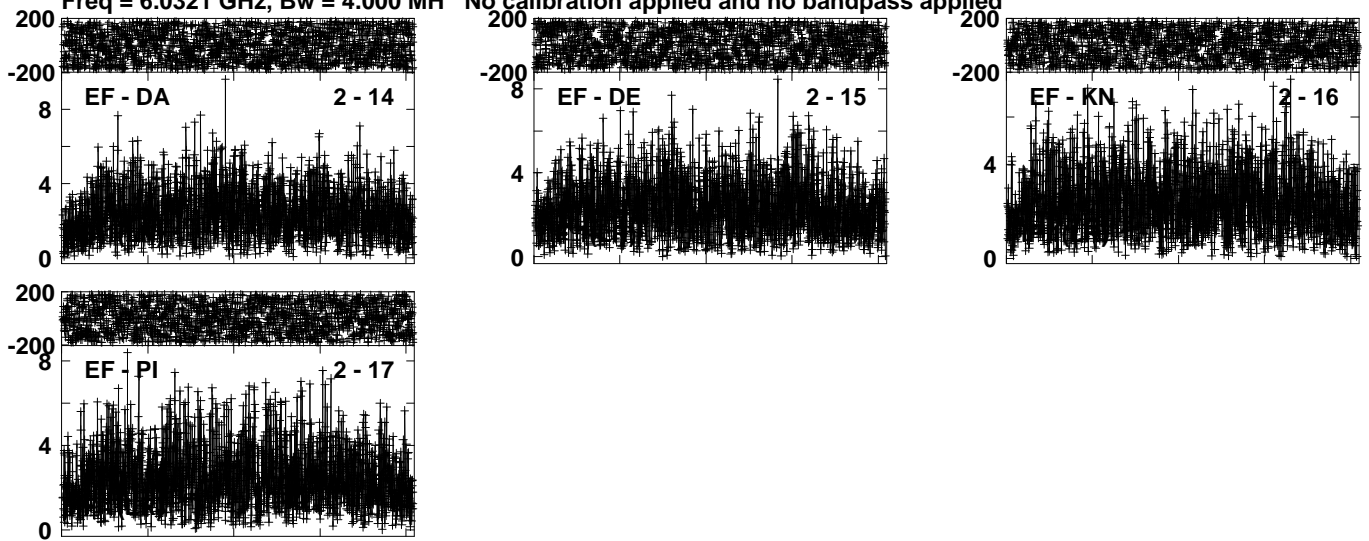 Freq = 6.0321 GHz, Bw = 4.000 MH No calibration applied and no bandpass applied
200 200 200
-200 -200 -200
EF - DA 2 - 14 EF - DE 2 - 15 EF - KN 2 - 16
8 8
4 4 4
0 0 0
200
-200
EF - PI 2 - 17
8
4
0